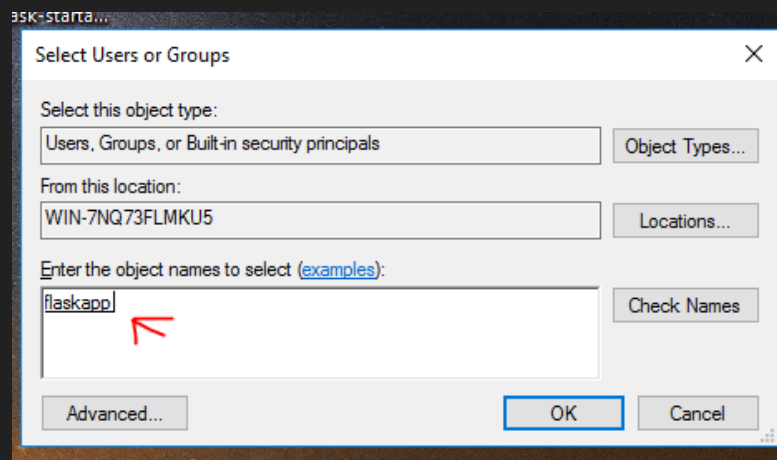 ask-starta...
Select Users or Groups
Select this object type:
Users, Groups, or Built-in security principals
Object Types...
From this location:
WIN-7NQ73FLMKU5
Locations...
Enter the object names to select (examples):
flaskapp
Check Names
Advanced...
OK
Cancel